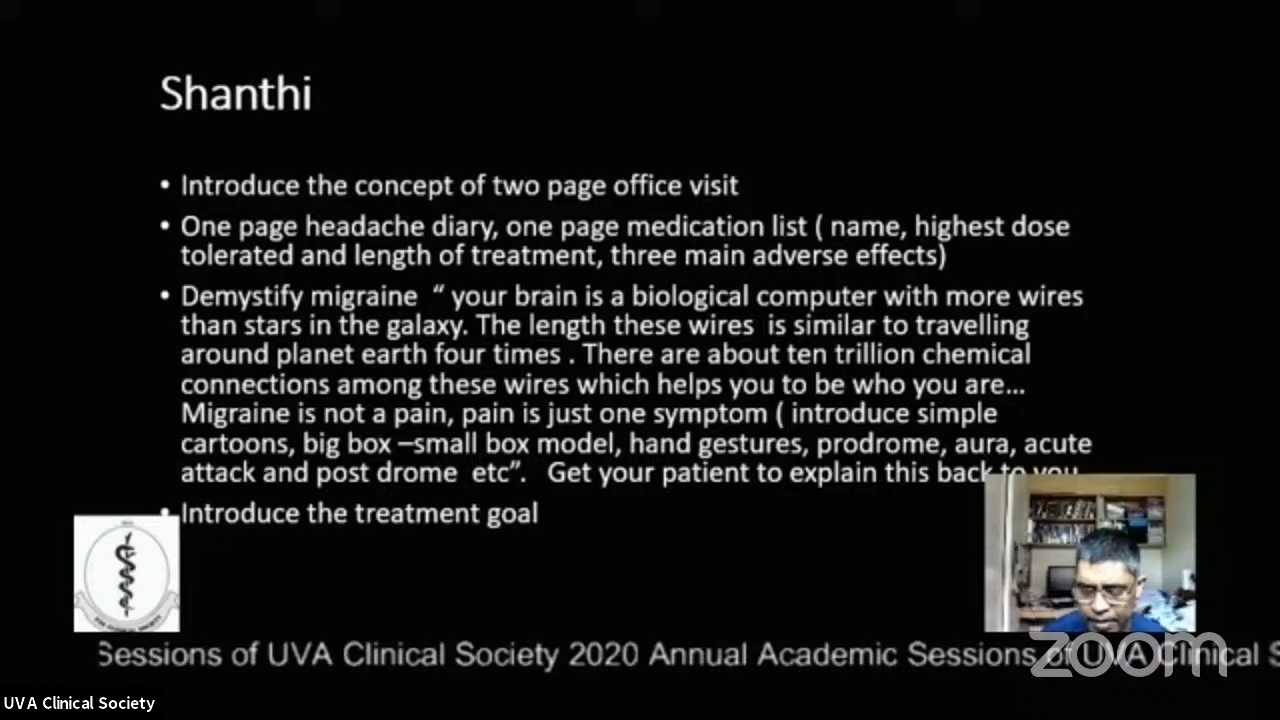 Shanthi
• Introduce the concept of two page office visit
• One page headache diary, one page medication list ( name, highest dose
tolerated and length of treatment, three main adverse effects)
• Demystify migraine “ your brain is a biological computer with more wires
than stars in the galaxy. The length these wires is similar to travelling
around planet earth four times . There are about ten trillion chemical
connections among these wires which helps you to be who you are...
Migraine is not a pain, pain is just one symptom ( introduce simple
cartoons, big box –small box model, hand gestures, prodrome, aura, acute
attack and post drome etc”. Get your patient to explain this back to you
• Introduce the treatment goal
Sessions of UVA Clinical Society 2020 Annual Academic Sessions of UVA Clinical S
zoom
UVA Clinical Society